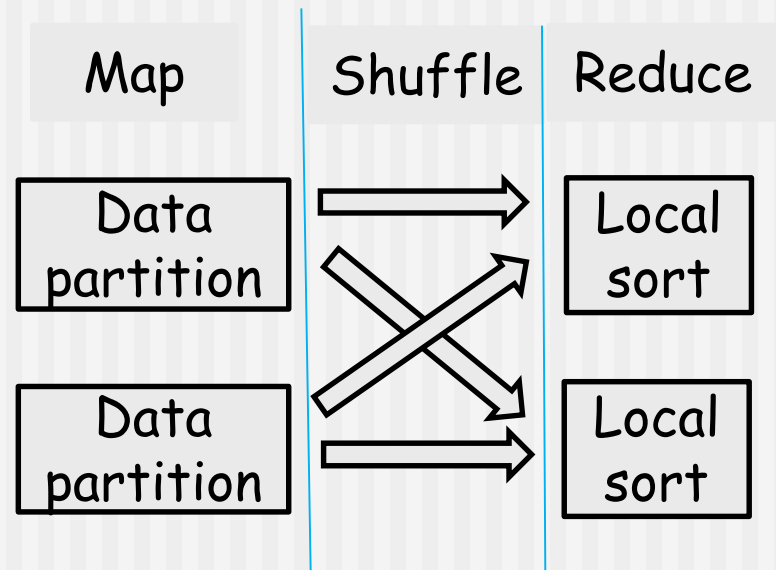 Map
Shuffle
Reduce
Data
partition
Local
sort
Data
partition
Local
sort